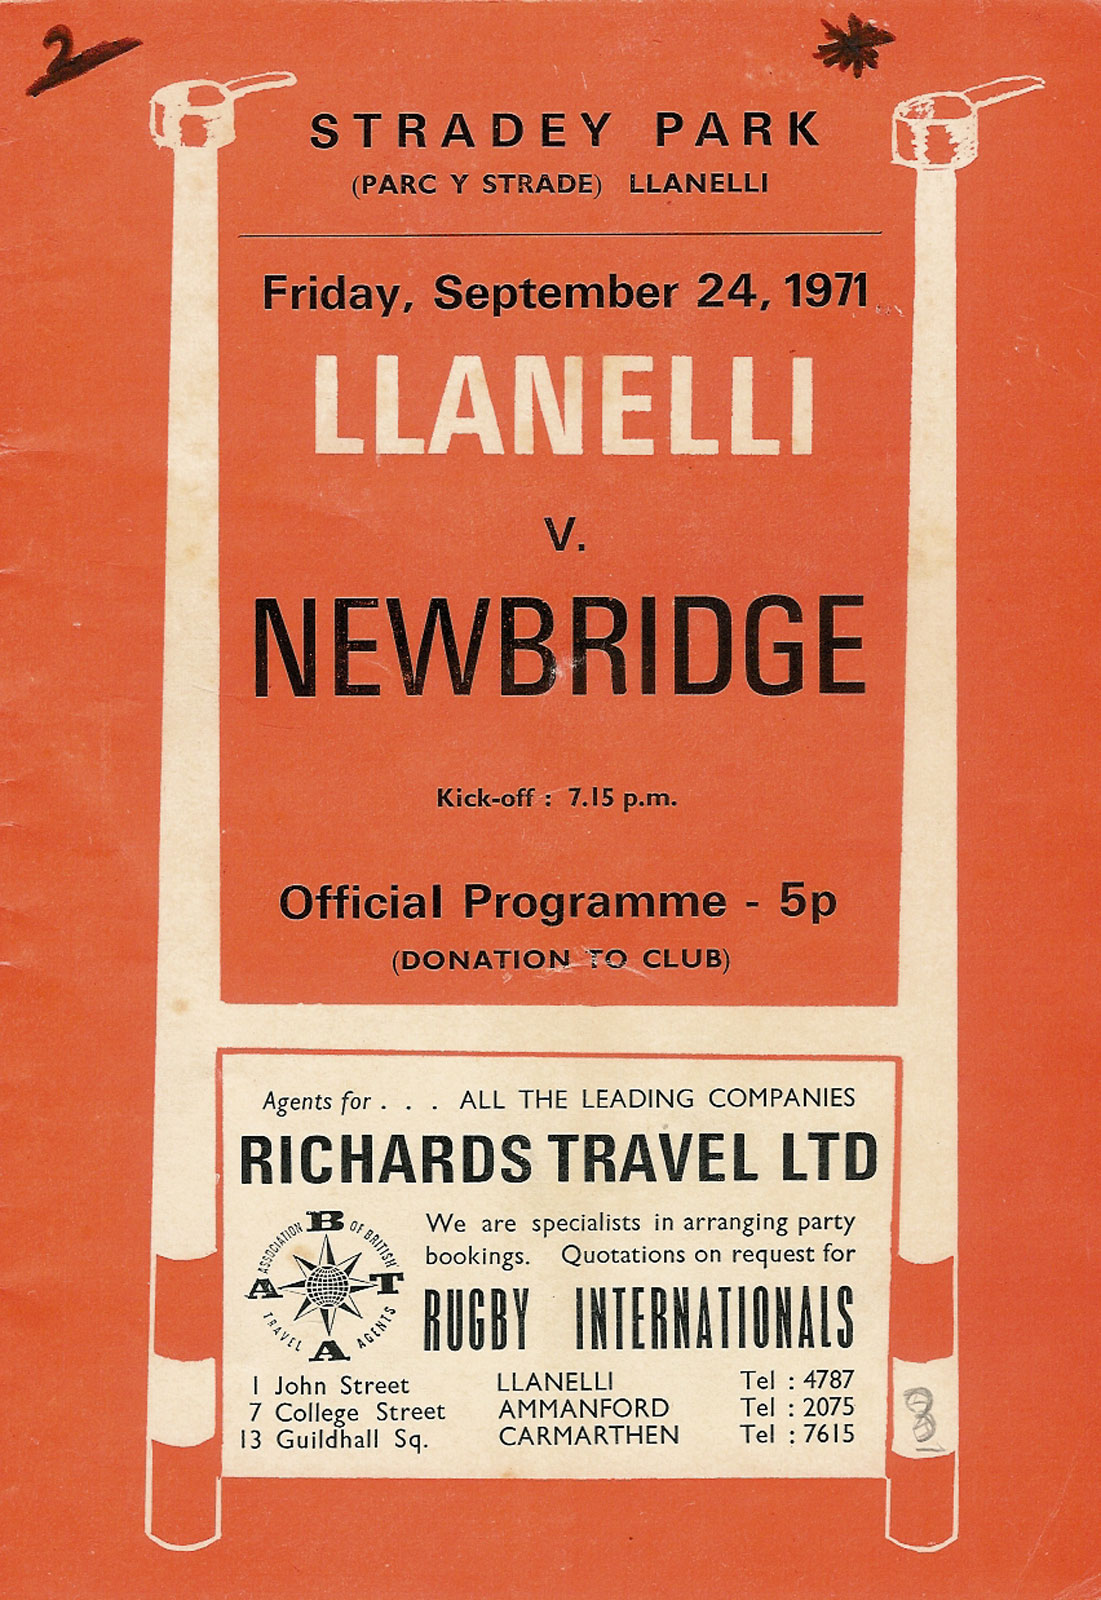 2
*
STRADEY PARK
(PARC Y STRADE) LLANELLI
Friday, September 24, 1971
LLANELLI
V.
NEWBRIDGE
Kick-off : 7.15 p.m.
Official Programme - 5p
(DONATION TO CLUB)
Agents for . . . ALL THE LEADING COMPANIES
RICHARDS TRAVEL LTD
ABTA
ASSOCIATION OF BRITISH TRAVEL AGENTS
We are specialists in arranging party
bookings. Quotations on request for
RUGBY INTERNATIONALS
1 John Street LLANELLI Tel : 4787
7 College Street AMMANFORD Tel : 2075
13 Guildhall Sq. CARMARTHEN Tel : 7615